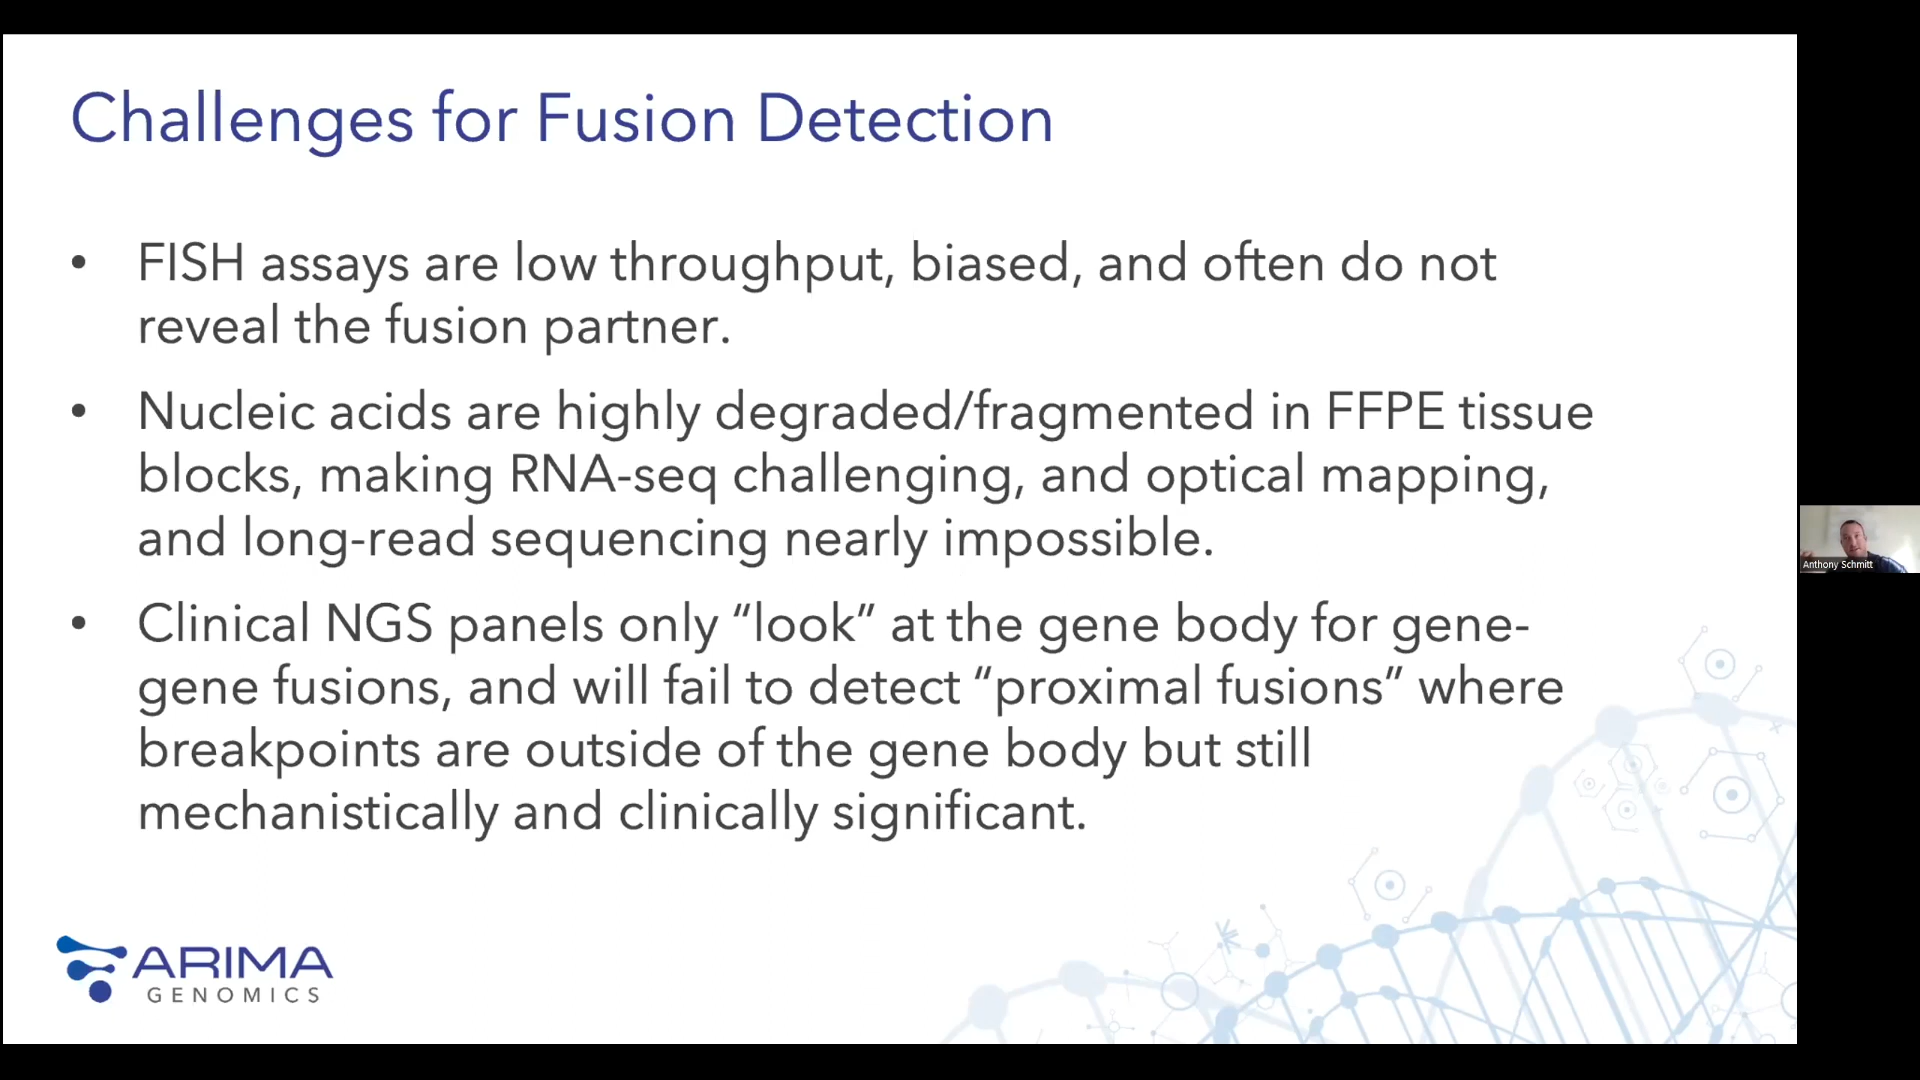 Challenges for Fusion Detection
• FISH assays are low throughput, biased, and often do not
reveal the fusion partner.
• Nucleic acids are highly degraded/fragmented in FFPE tissue
blocks, making RNA-seq challenging, and optical mapping,
and long-read sequencing nearly impossible.
• Clinical NGS panels only “look” at the gene body for gene-
gene fusions, and will fail to detect “proximal fusions” where
breakpoints are outside of the gene body but still
mechanistically and clinically significant.
Anthony Schmitt
ARIMA
GENOMICS